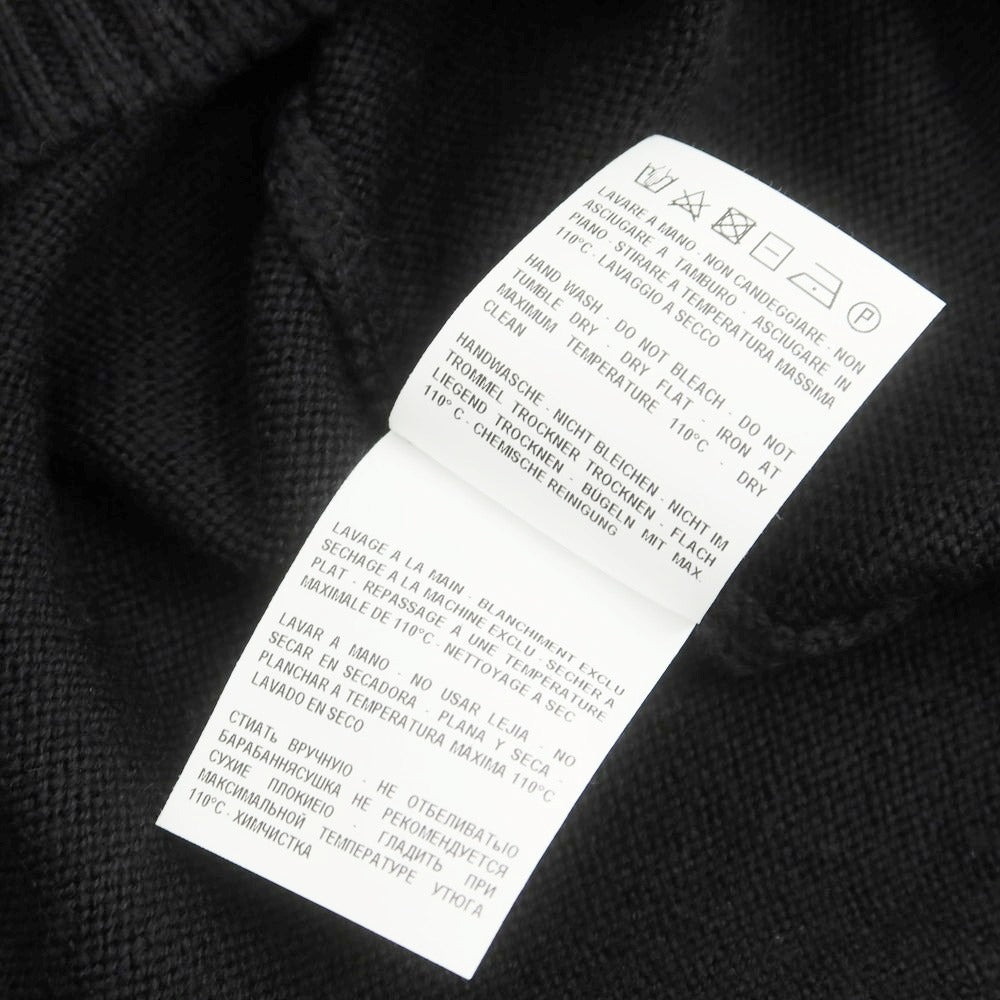 P
LAVARE A MANO - NON CANDEGGIARE - NON
ASCIUGARE A TAMBURO - ASCIUGARE IN
PIANO - STIRARE A TEMPERATURA MASSIMA
110°C - LAVAGGIO A SECCO
HAND WASH - DO NOT BLEACH - DO NOT
TUMBLE DRY - DRY FLAT - IRON AT
MAXIMUM TEMPERATURE 110°C - DRY
CLEAN
HANDWASCHE - NICHT BLEICHEN - NICHT IM
TROMMEL TROCKNER TROCKNEN - FLACH
LIEGEND TROCKNEN - BÜGELN MIT MAX.
110° C - CHEMISCHE REINIGUNG
LAVAGE A LA MAIN - BLANCHIMENT EXCLU
SECHAGE A LA MACHINE EXCLU - SECHER A
PLAT - REPASSAGE A UNE TEMPERATURE
MAXIMALE DE 110°C - NETTOYAGE A SEC
LAVAR A MANO - NO USAR LEJIA - NO
SECAR EN SECADORA - PLANA Y SECA -
PLANCHAR A TEMPERATURA MAXIMA 110°C
LAVADO EN SECO
СТИАТЬ ВРУЧНУЮ - НЕ ОТБЕЛИВАТЬЮ
БАРАБАННЯСУШКА НЕ РЕКОМЕНДУЕТСЯ
СУХИЕ ПЛОКИЕЮ - ГЛАДИТЬ ПРИ
МАКСИМАЛЬНОЙ ТЕМПЕРАТУРЕ УТЮГА
110°C - ХИМЧИСТКА